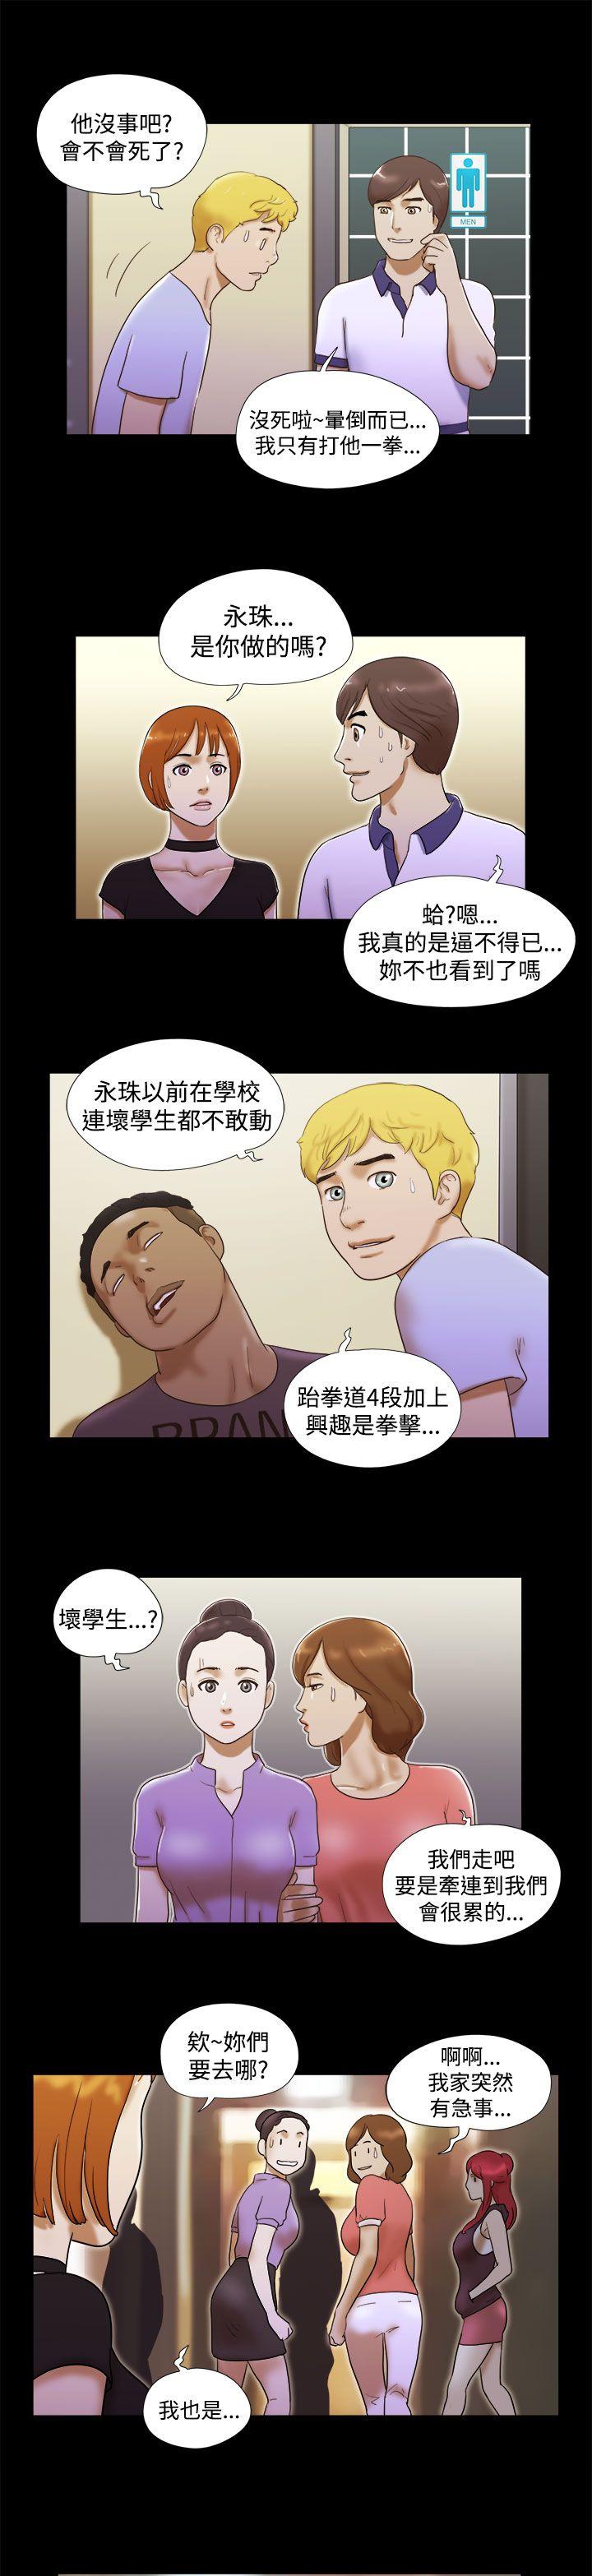 他沒事吧?
會不會死了?
MEN
沒死啦~暈倒而已...
我只有打他一拳...
永珠...
是你做的嗎?
蛤?嗯...
我真的是逼不得已...
妳不也看到了嗎
永珠以前在學校
連壞學生都不敢動
BRAN
跆拳道4段加上
興趣是拳擊...
壞學生...?
我們走吧
要是牽連到我們
會很累的...
欸~妳們
要去哪?
啊啊...
我家突然
有急事...
我也是...